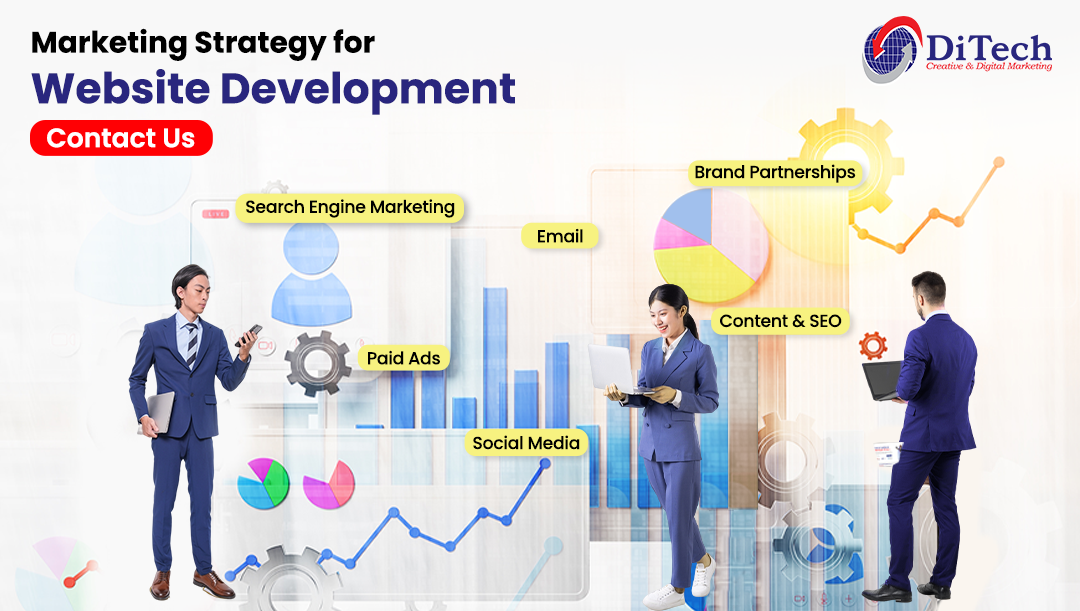 Marketing Strategy for
Website Development
Contact Us
DiTech
Creative & Digital Marketing
Brand Partnerships
LIVE
Search Engine Marketing
Email
Content & SEO
Paid Ads
Social Media